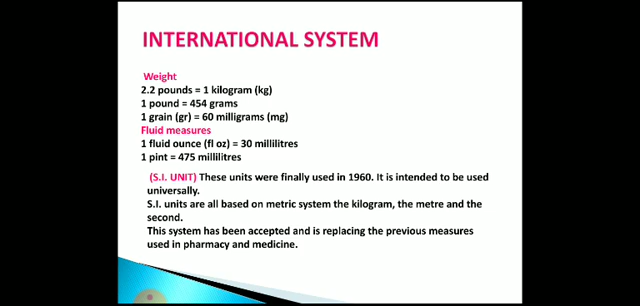 INTERNATIONAL SYSTEM
Weight
2.2 pounds = 1 kilogram (kg)
1 pound = 454 grams
1 grain (gr) = 60 milligrams (mg)
Fluid measures
1 fluid ounce (fl oz) = 30 millilitres
1 pint = 475 millilitres
(S.I. UNIT) These units were finally used in 1960. It is intended to be used
universally.
S.I. units are all based on metric system the kilogram, the metre and the
second.
This system has been accepted and is replacing the previous measures
used in pharmacy and medicine.